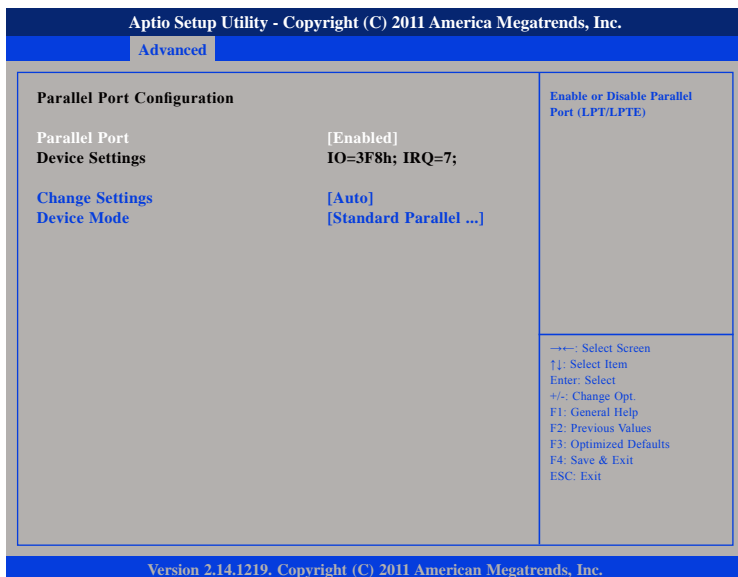 Aptio Setup Utility - Copyright (C) 2011 America Megatrends, Inc.
Advanced
Parallel Port Configuration
Parallel Port [Enabled]
Device Settings IO=3F8h; IRQ=7;
Change Settings [Auto]
Device Mode [Standard Parallel ...]
Enable or Disable Parallel
Port (LPT/LPTE)
→←: Select Screen
↑↓: Select Item
Enter: Select
+/-: Change Opt.
F1: General Help
F2: Previous Values
F3: Optimized Defaults
F4: Save & Exit
ESC: Exit
Version 2.14.1219. Copyright (C) 2011 American Megatrends, Inc.